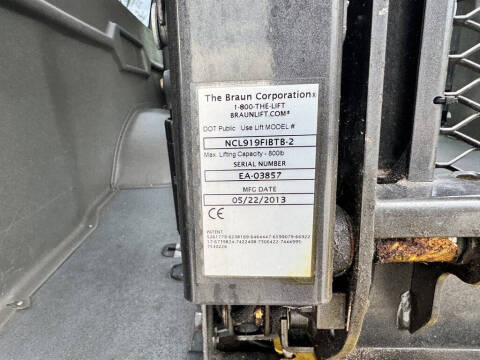 The Braun Corporation®
1-800-THE-LIFT
BRAUNLIFT.COM®
DOT Public Use Lift MODEL #
NCL919FIBTB-2
Max. Lifting Capacity - 800lb
SERIAL NUMBER
EA-03857
MFG DATE
05/22/2013
CE
PATENT